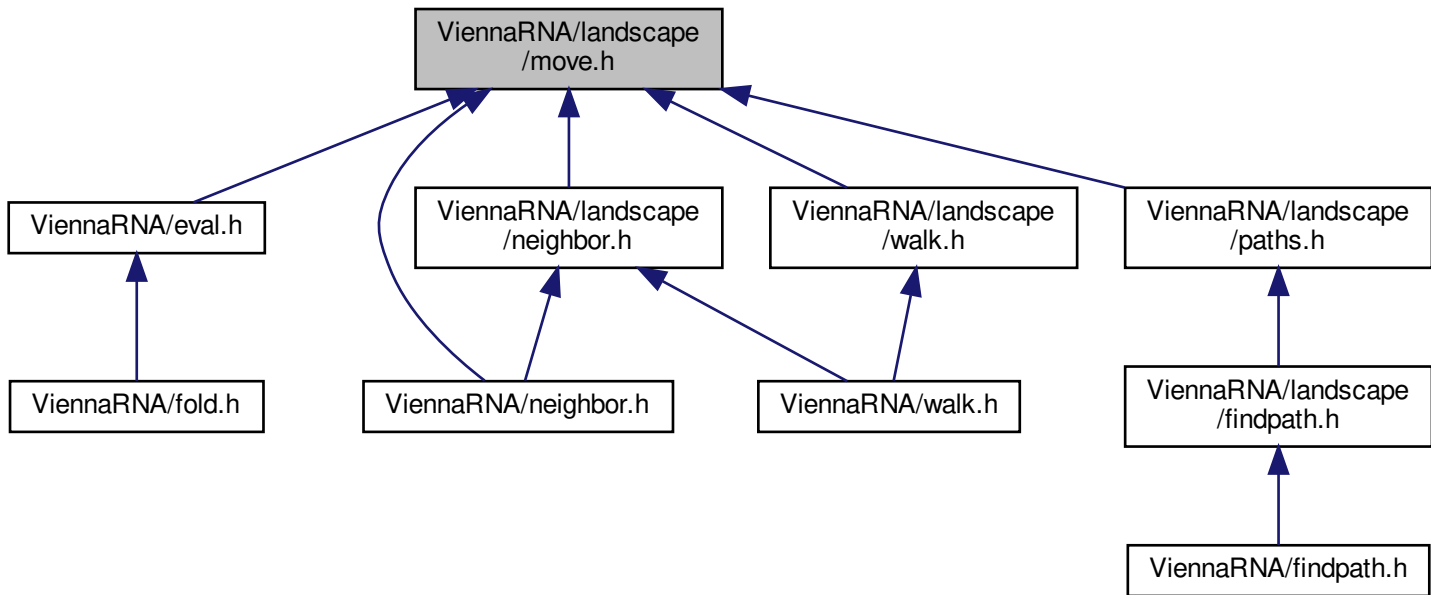 ViennaRNA/landscape
/move.h
ViennaRNA/eval.h
ViennaRNA/landscape
/neighbor.h
ViennaRNA/landscape
/walk.h
ViennaRNA/landscape
/paths.h
ViennaRNA/fold.h
ViennaRNA/neighbor.h
ViennaRNA/walk.h
ViennaRNA/landscape
/findpath.h
ViennaRNA/findpath.h